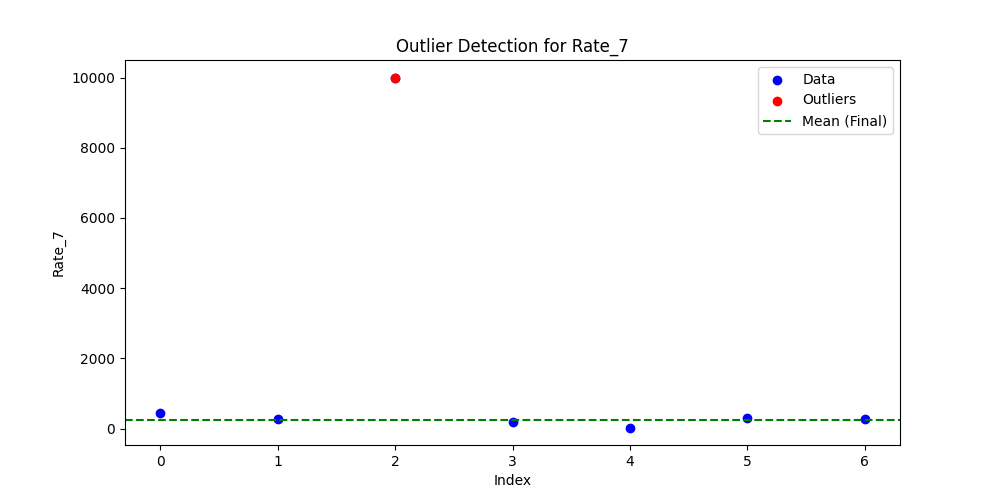 Outlier Detection for Rate_7
10000
8000
6000
4000
2000
0
Rate_7
Data
Outliers
Mean (Final)
0 1 2 3 4 5 6
Index